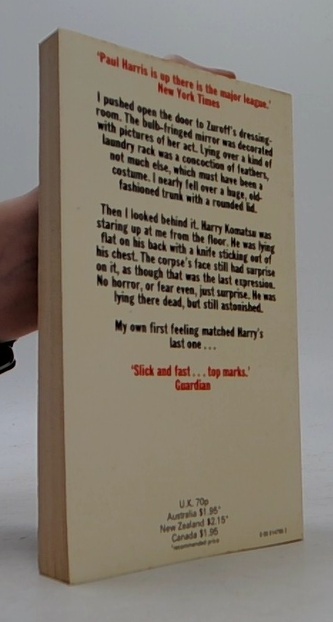 'Paul Harris is up there is the major league.'
New York Times
I pushed open the door to Zuroff's dressing-
room. The bulb-fringed mirror was decorated
with pictures of her act. Lying over a kind of
laundry rack was a concoction of feathers,
not much else, which must have been a
costume. I nearly fell over a huge, old-
fashioned trunk with a rounded lid.
Then I looked behind it. Harry Komatsu was
staring up at me from the floor. He was lying
flat on his back with a knife sticking out of
his chest. The corpse's face still had surprise
on it, as though that was the last expression.
No horror, or fear even, just surprise. He was
lying there dead, but still astonished.
My own first feeling matched Harry's
last one ...
'Slick and fast ... top marks.'
Guardian
U.K. 70p
Australia $1.95*
New Zealand $2.15*
Canada $1.95
*recommended price